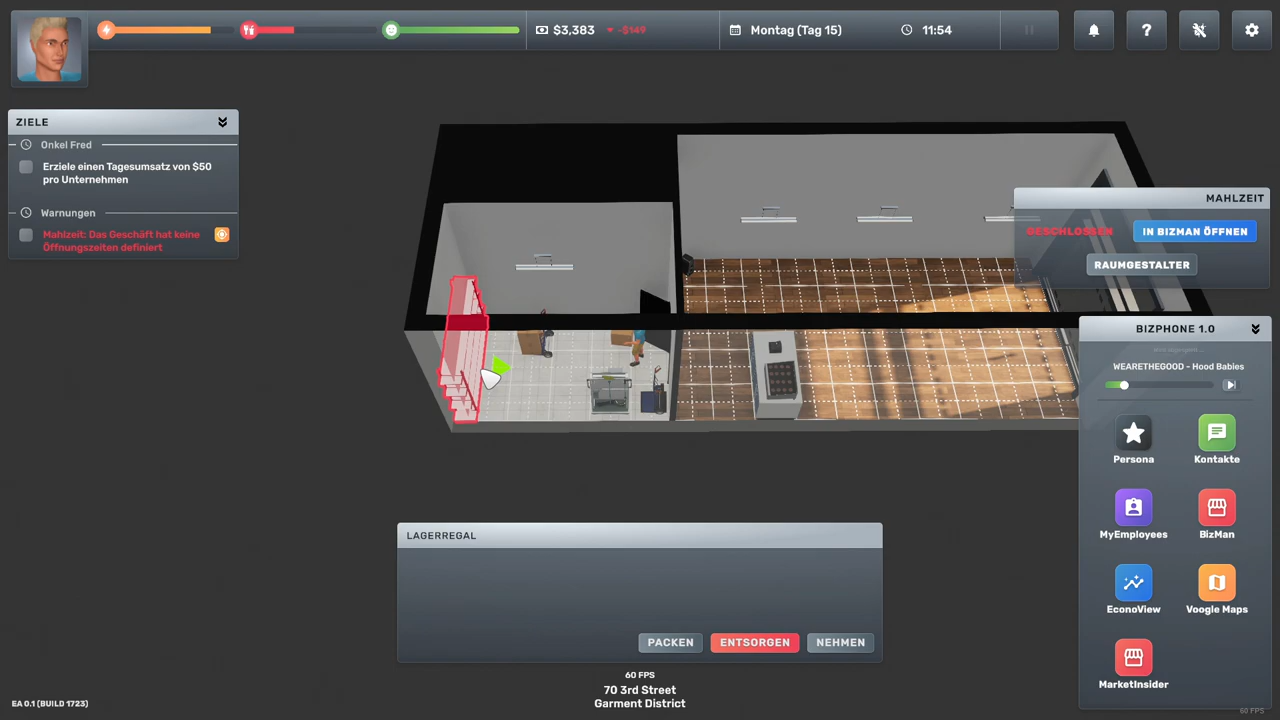 $3,383
-$149
Montag (Tag 15)
11:54
ZIELE
Onkel Fred
Erziele einen Tagesumsatz von $50
pro Unternehmen
Warnungen
Mahlzeit: Das Geschäft hat keine
Öffnungszeiten definiert
MAHLZEIT
GESCHLOSSEN
IN BIZMAN ÖFFNEN
RAUMGESTALTER
BIZPHONE 1.0
WEARETHEGOOD - Hood Babies
Persona
Kontakte
MyEmployees
BizMan
EconoView
Voogle Maps
MarketInsider
LAGERREGAL
PACKEN
ENTSORGEN
NEHMEN
60 FPS
70 3rd Street
Garment District
EA 0.1 (BUILD 1723)
60 FPS